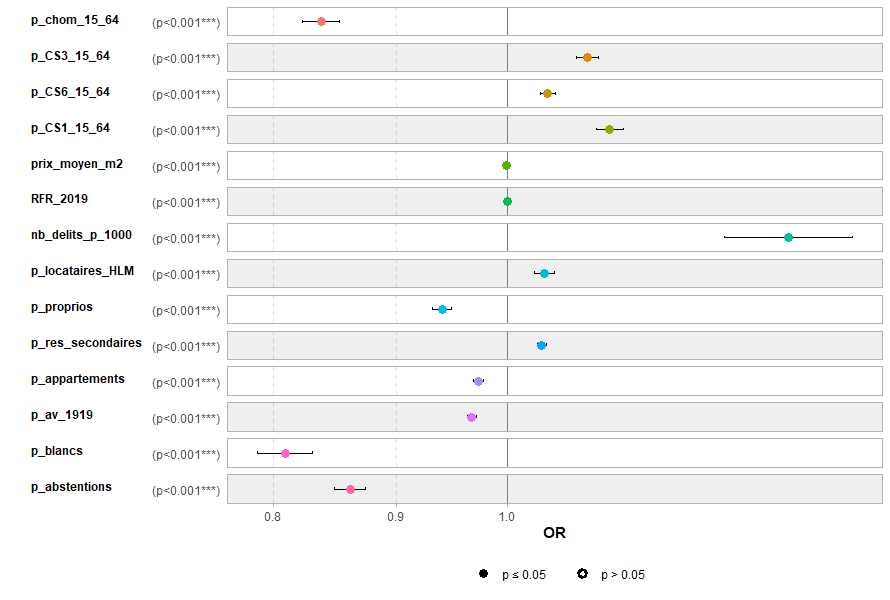 p_chom_15_64 (p<0.001***)
p_CS3_15_64 (p<0.001***)
p_CS6_15_64 (p<0.001***)
p_CS1_15_64 (p<0.001***)
prix_moyen_m2 (p<0.001***)
RFR_2019 (p<0.001***)
nb_delits_p_1000 (p<0.001***)
p_locataires_HLM (p<0.001***)
p_proprios (p<0.001***)
p_res_secondaires (p<0.001***)
p_appartements (p<0.001***)
p_av_1919 (p<0.001***)
p_blancs (p<0.001***)
p_abstentions (p<0.001***)
0.8 0.9 1.0
OR
p ≤ 0.05 p > 0.05